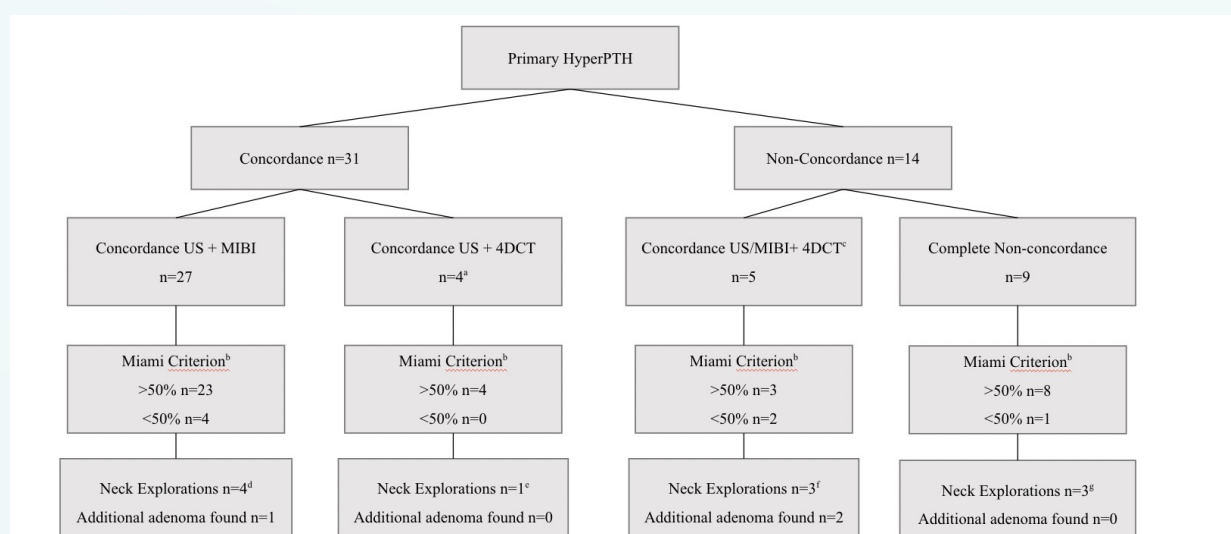 Primary HyperPTH
Concordance n=31
Non-Concordance n=14
Concordance US + MIBI
n=27
Concordance US + 4DCT
n=4ᵃ
Concordance US/MIBI+ 4DCTᶜ
n=5
Complete Non-concordance
n=9
Miami Criterionᵇ
>50% n=23
<50% n=4
Miami Criterionᵇ
>50% n=4
<50% n=0
Miami Criterionᵇ
>50% n=3
<50% n=2
Miami Criterionᵇ
>50% n=8
<50% n=1
Neck Explorations n=4ᵈ
Additional adenoma found n=1
Neck Explorations n=1ᵉ
Additional adenoma found n=0
Neck Explorations n=3ᶠ
Additional adenoma found n=2
Neck Explorations n=3ᵍ
Additional adenoma found n=0